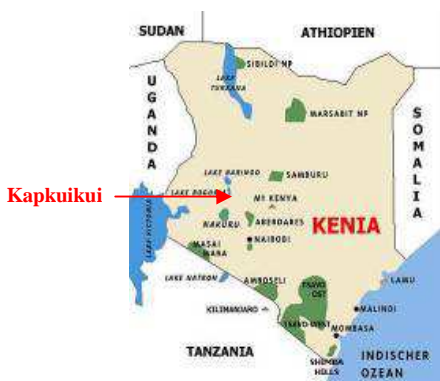 SUDAN
ATHIOPIEN
SIBILOI NP
LAKE TURKANA
UGANDA
MARSABIT NP
SOMALIA
LAKE BARINGO
SAMBURU
Kapkuikui
LAKE BOGORIA
MT KENYA
LAKE VICTORIA
NAKURU
ABERDARES
KENIA
NAIROBI
MASAI MARA
LAKE NATRON
AMBOSELI
TSAVO OST
LAMU
KILIMANJARO
MALINDI
TSAVO WEST
MOMBASA
TANZANIA
SHIMBA HILLS
INDISCHER OZEAN